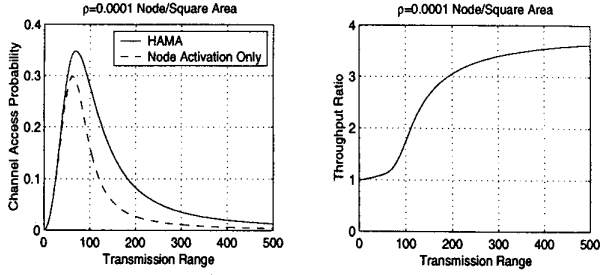 ρ=0.0001 Node/Square Area
HAMA
Node Activation Only
Channel Access Probability
0.4
0.3
0.2
0.1
0
0 100 200 300 400 500
Transmission Range
ρ=0.0001 Node/Square Area
Throughput Ratio
4
3
2
1
0
0 100 200 300 400 500
Transmission Range